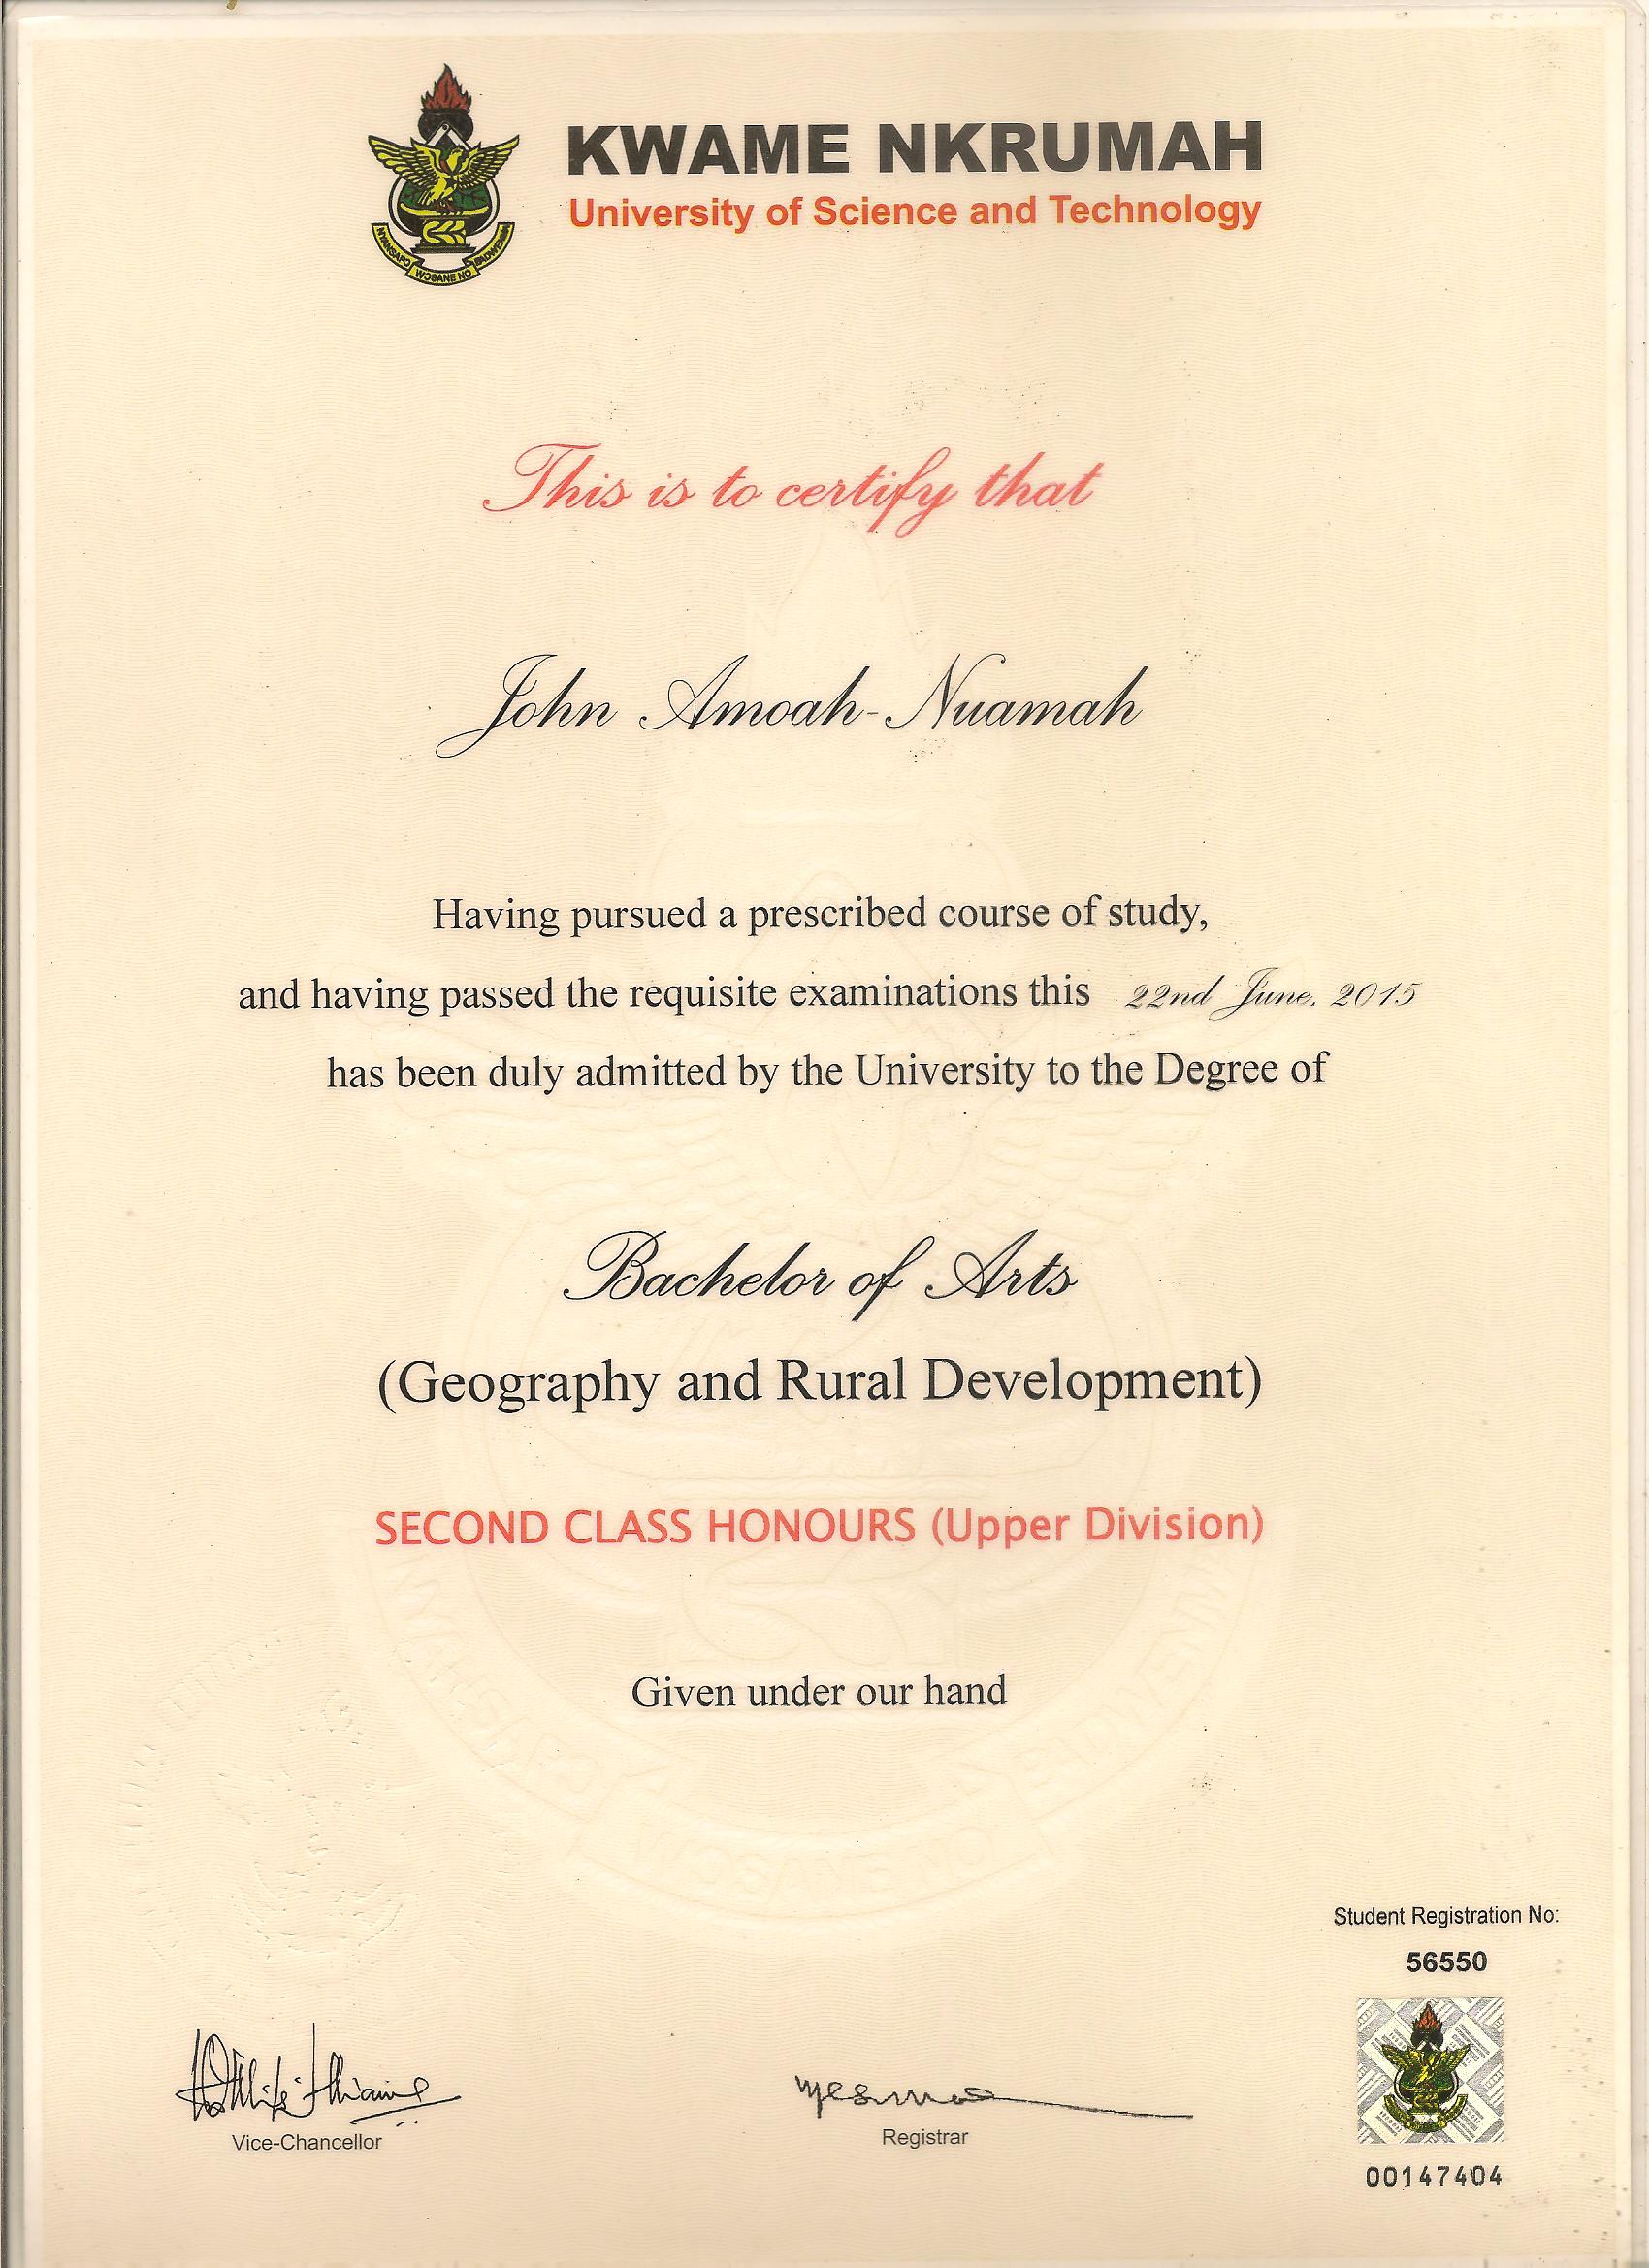 KWAME NKRUMAH
University of Science and Technology
NYANSAPƆ WƆSANE NO BADWENMA
This is to certify that
John Amoah-Nuamah
Having pursued a prescribed course of study,
and having passed the requisite examinations this 22nd June, 2015
has been duly admitted by the University to the Degree of
Bachelor of Arts
(Geography and Rural Development)
SECOND CLASS HONOURS (Upper Division)
Given under our hand
Student Registration No:
56550
Vice-Chancellor
Registrar
00147404